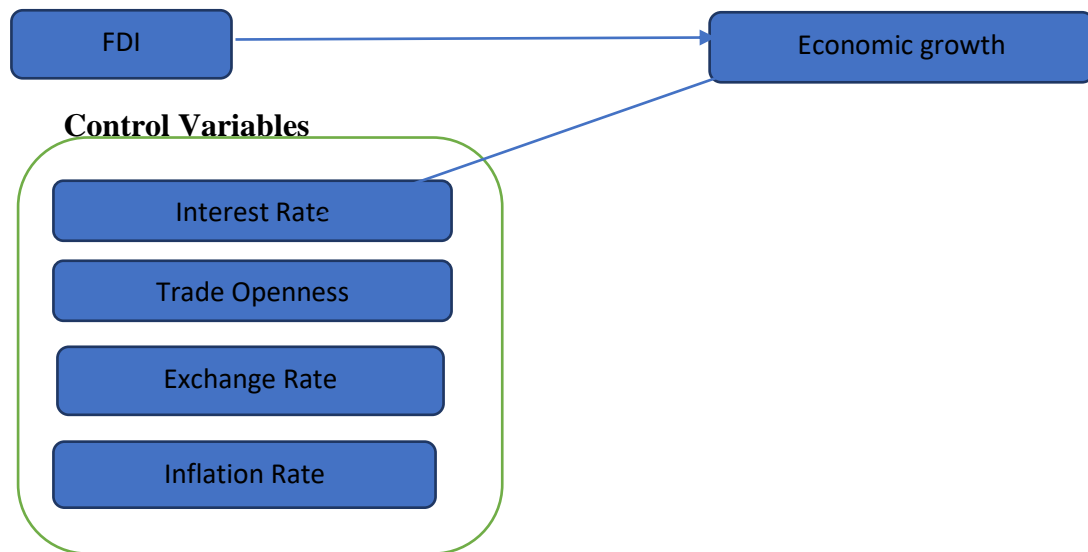 FDI
Economic growth
Control Variables
Interest Rate
Trade Openness
Exchange Rate
Inflation Rate